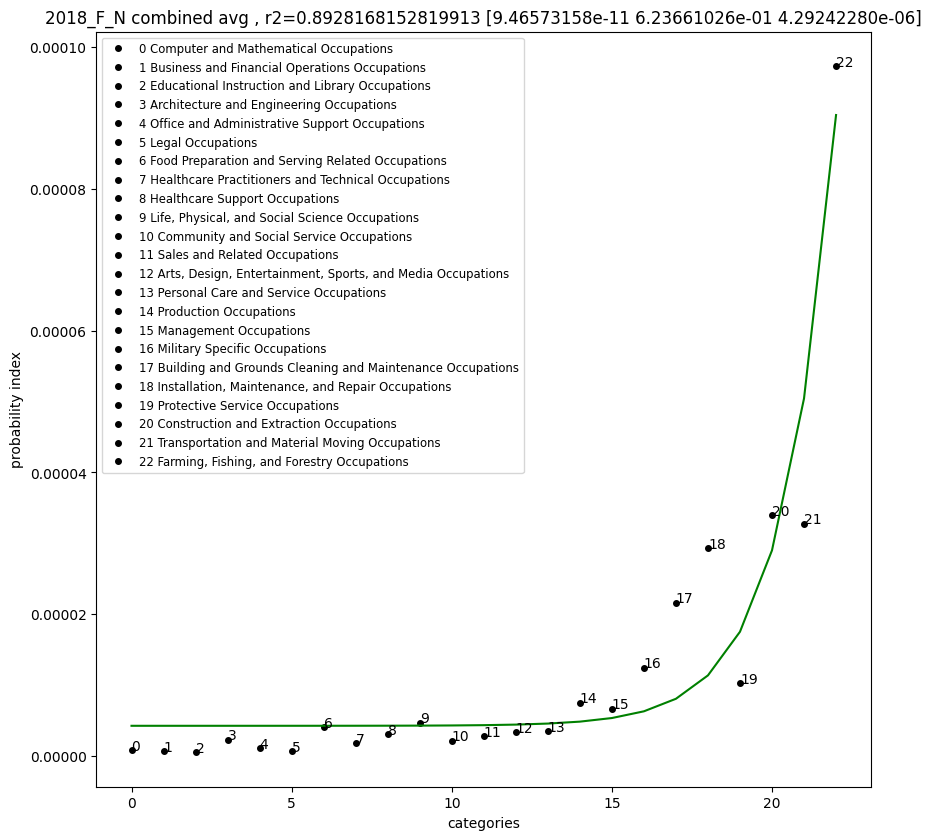 2018_F_N combined avg , r2=0.8928168152819913 [9.46573158e-11 6.23661026e-01 4.29242280e-06]
0 Computer and Mathematical Occupations
1 Business and Financial Operations Occupations
2 Educational Instruction and Library Occupations
3 Architecture and Engineering Occupations
4 Office and Administrative Support Occupations
5 Legal Occupations
6 Food Preparation and Serving Related Occupations
7 Healthcare Practitioners and Technical Occupations
8 Healthcare Support Occupations
9 Life, Physical, and Social Science Occupations
10 Community and Social Service Occupations
11 Sales and Related Occupations
12 Arts, Design, Entertainment, Sports, and Media Occupations
13 Personal Care and Service Occupations
14 Production Occupations
15 Management Occupations
16 Military Specific Occupations
17 Building and Grounds Cleaning and Maintenance Occupations
18 Installation, Maintenance, and Repair Occupations
19 Protective Service Occupations
20 Construction and Extraction Occupations
21 Transportation and Material Moving Occupations
22 Farming, Fishing, and Forestry Occupations
probability index
0.00010
0.00008
0.00006
0.00004
0.00002
0.00000
0
1
2
3
4
5
6
7
8
9
10
11
12
13
14
15
16
17
18
19
20
21
22
0
5
10
15
20
categories